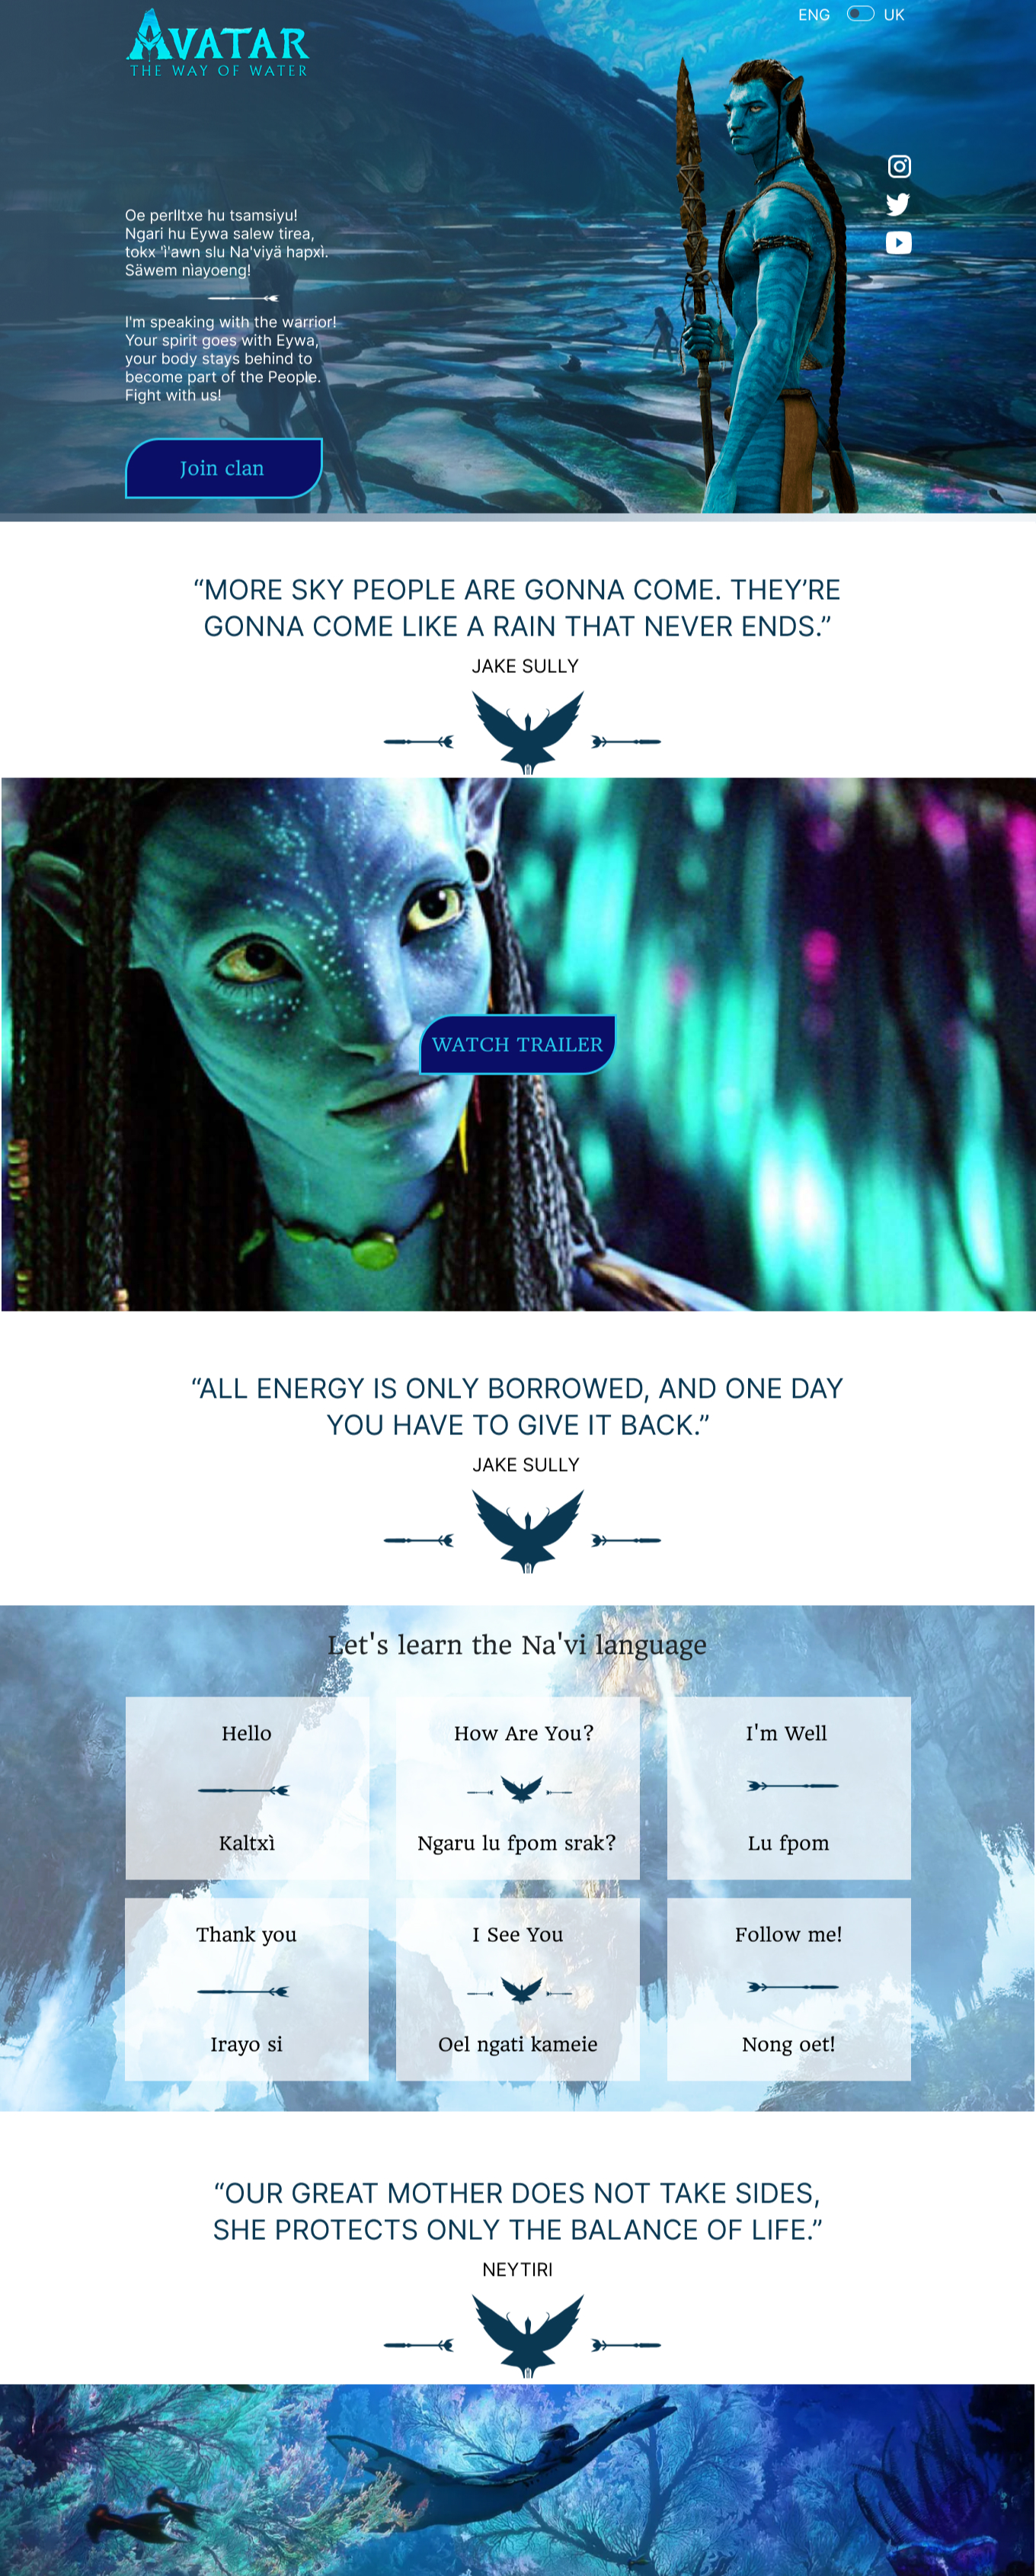 AVATAR
THE WAY OF WATER
ENG UK
Oe perlltxe hu tsamsiyu!
Ngari hu Eywa salew tirea,
tokx 'ì'awn slu Na'viyä hapxì.
Säwem nìayoeng!
I'm speaking with the warrior!
Your spirit goes with Eywa,
your body stays behind to
become part of the People.
Fight with us!
Join clan
“MORE SKY PEOPLE ARE GONNA COME. THEY’RE
GONNA COME LIKE A RAIN THAT NEVER ENDS.”
JAKE SULLY
WATCH TRAILER
“ALL ENERGY IS ONLY BORROWED, AND ONE DAY
YOU HAVE TO GIVE IT BACK.”
JAKE SULLY
Let's learn the Na'vi language
Hello
Kaltxì
How Are You?
Ngaru lu fpom srak?
I'm Well
Lu fpom
Thank you
Irayo si
I See You
Oel ngati kameie
Follow me!
Nong oet!
“OUR GREAT MOTHER DOES NOT TAKE SIDES,
SHE PROTECTS ONLY THE BALANCE OF LIFE.”
NEYTIRI